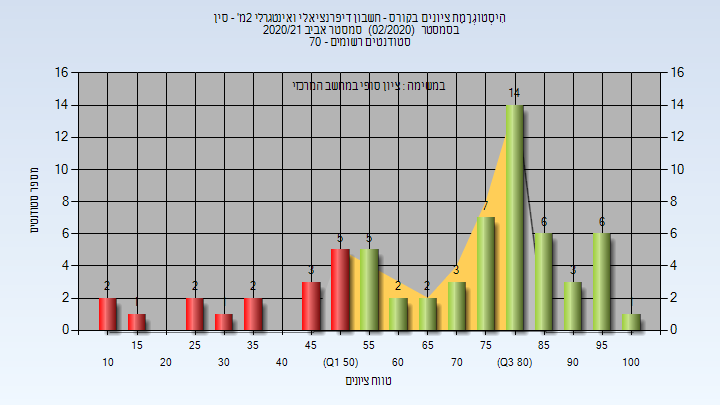 היסטוגרמת ציונים בקורס - חשבון דיפרנציאלי ואינטגרלי 2מ' - סין
בסמסטר (02/2020) סמסטר אביב 2020/21
סטודנטים רשומים - 70
במשימה : ציון סופי במחשב המרכזי
16 16
14 14
12 12
10 10
8 8
6 6
4 4
2 2
0 0
מספר סטודנטים
2 1 2 1 2 3 5 5 2 2 3 7 14 6 3 6 1
15 25 35 45 55 65 75 85 95
10 20 30 40 (Q1 50) 60 70 (Q3 80) 90 100
טווח ציונים